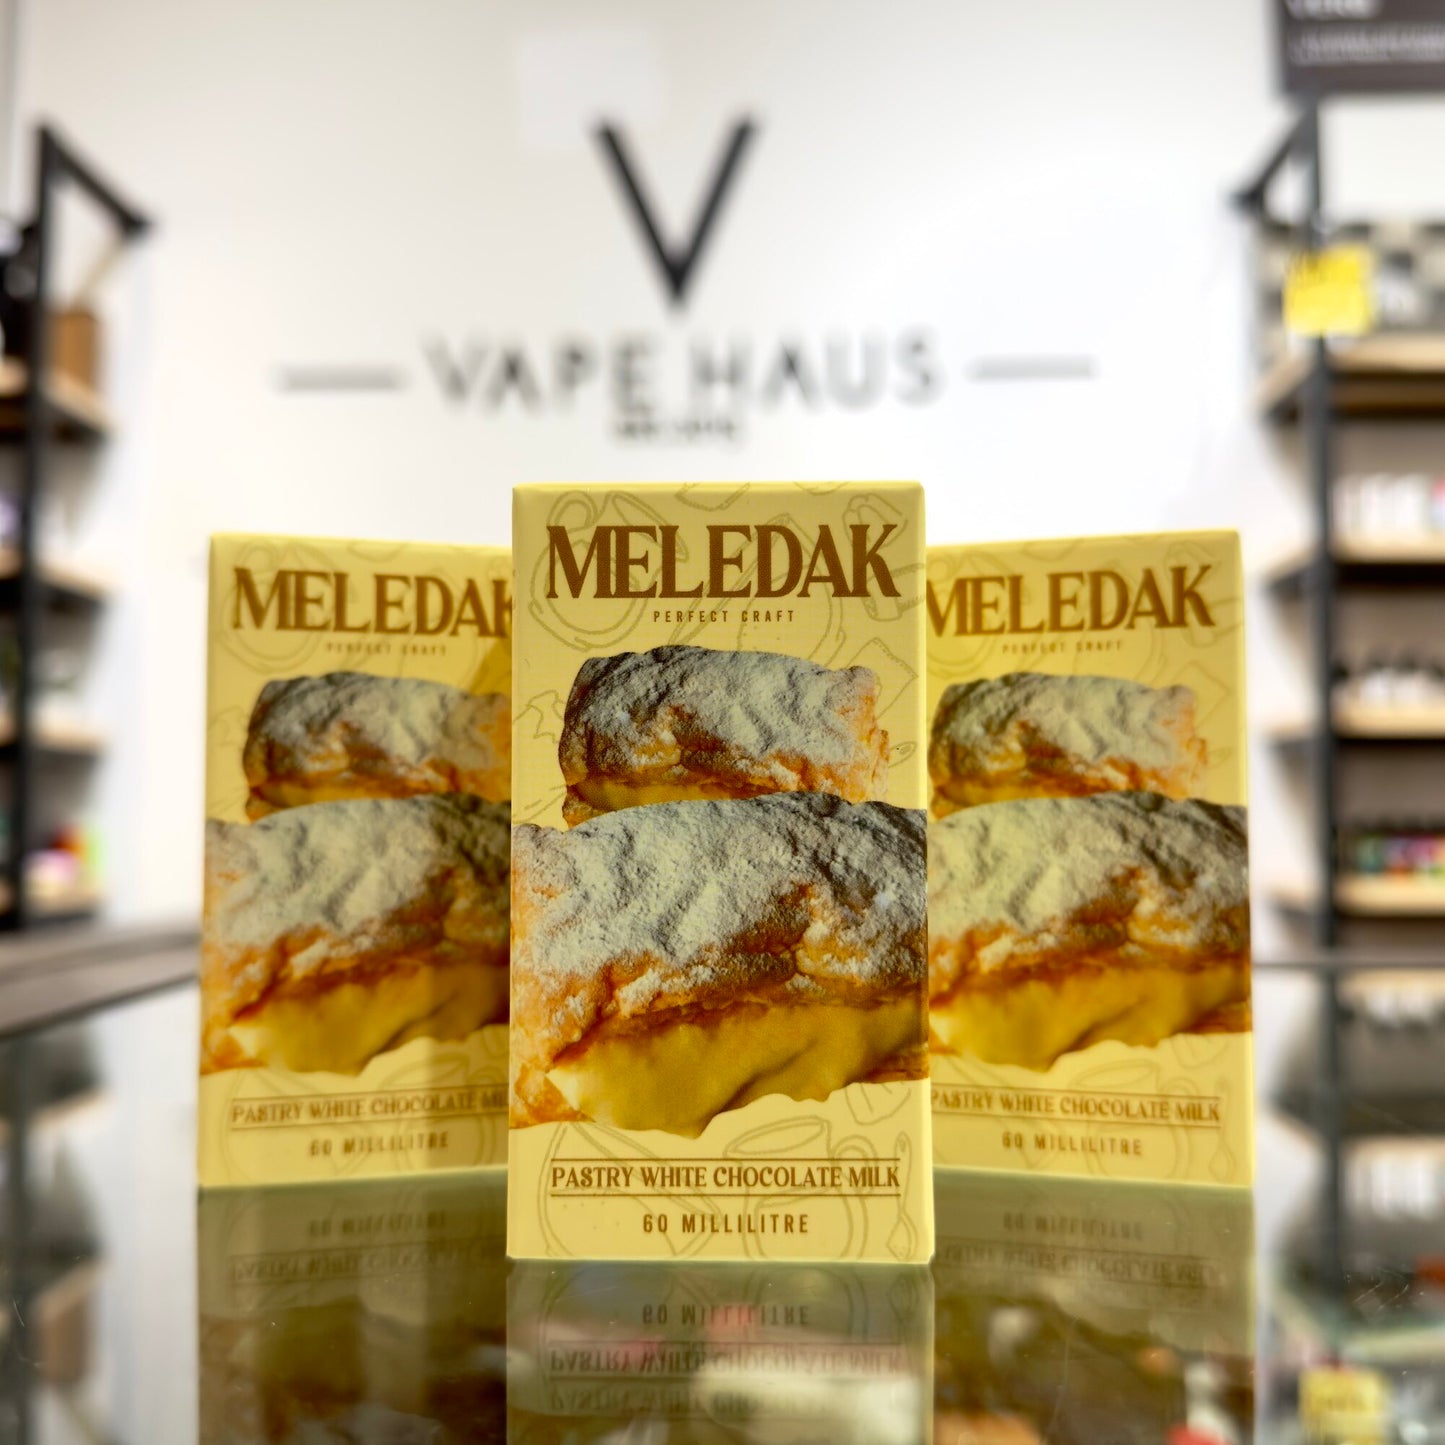 V
VAPE HAUS
MELEDAK
PERFECT CRAFT
PASTRY WHITE CHOCOLATE MILK
60 MILLILITRE
MELEDAK
PERFECT CRAFT
PASTRY WHITE CHOCOLATE MILK
60 MILLILITRE
MELEDAK
PERFECT CRAFT
PASTRY WHITE CHOCOLATE MILK
60 MILLILITRE